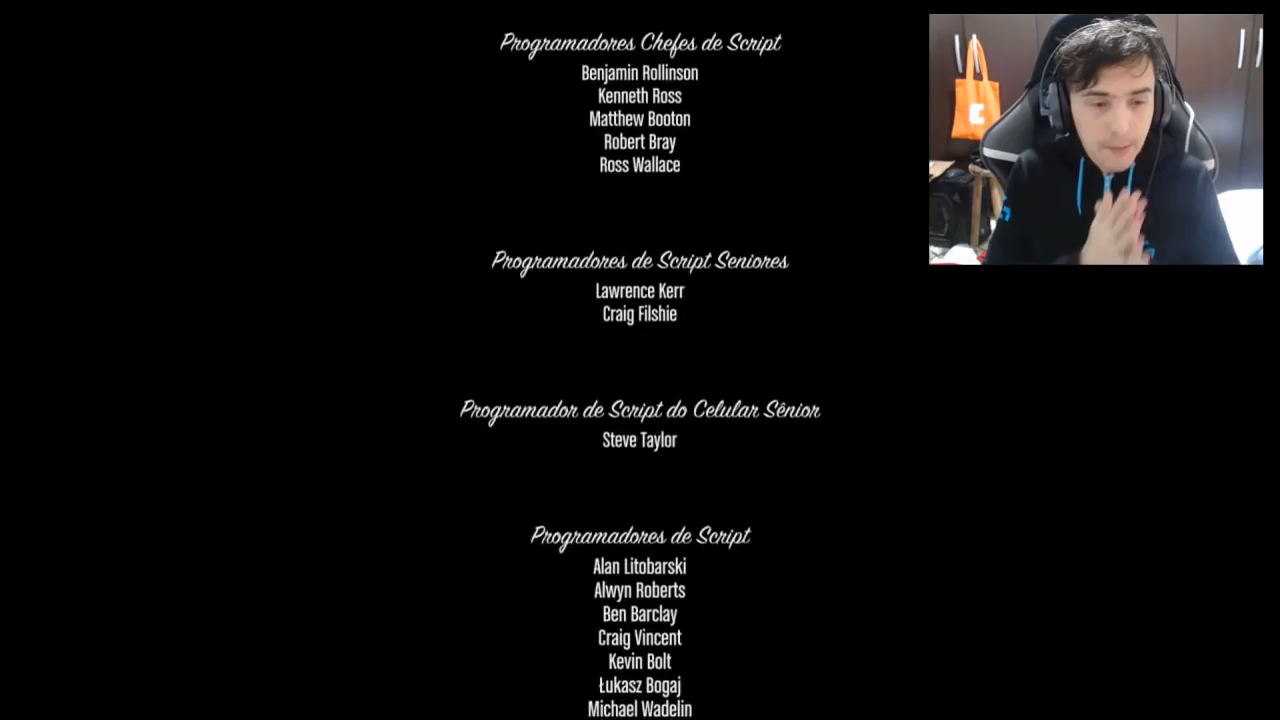 Programadores Chefes de Script
Benjamin Rollinson
Kenneth Ross
Matthew Booton
Robert Bray
Ross Wallace
Programadores de Script Seniores
Lawrence Kerr
Craig Filshie
Programador de Script do Celular Sênior
Steve Taylor
Programadores de Script
Alan Litobarski
Alwyn Roberts
Ben Barclay
Craig Vincent
Kevin Bolt
Łukasz Bogaj
Michael Wadelin